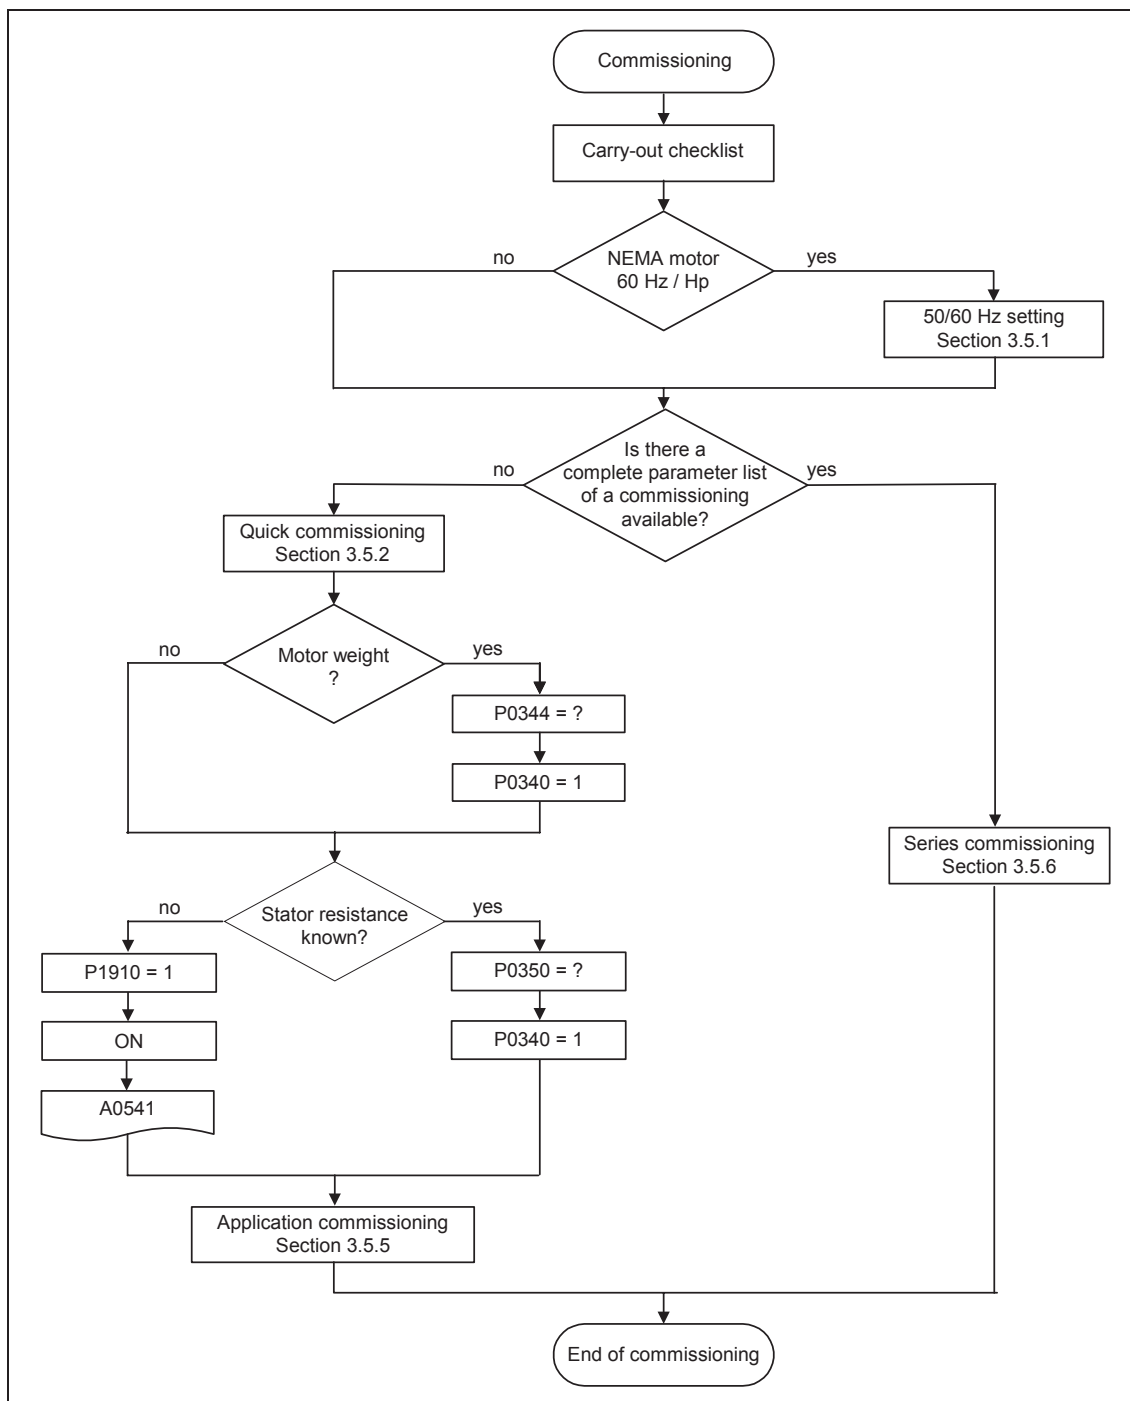 Commissioning
Carry-out checklist
NEMA motor
60 Hz / Hp
no
yes
50/60 Hz setting
Section 3.5.1
Is there a
complete parameter list
of a commissioning
available?
no
yes
Quick commissioning
Section 3.5.2
Motor weight
?
no
yes
P0344 = ?
P0340 = 1
Series commissioning
Section 3.5.6
Stator resistance
known?
no
yes
P1910 = 1
P0350 = ?
ON
P0340 = 1
A0541
Application commissioning
Section 3.5.5
End of commissioning